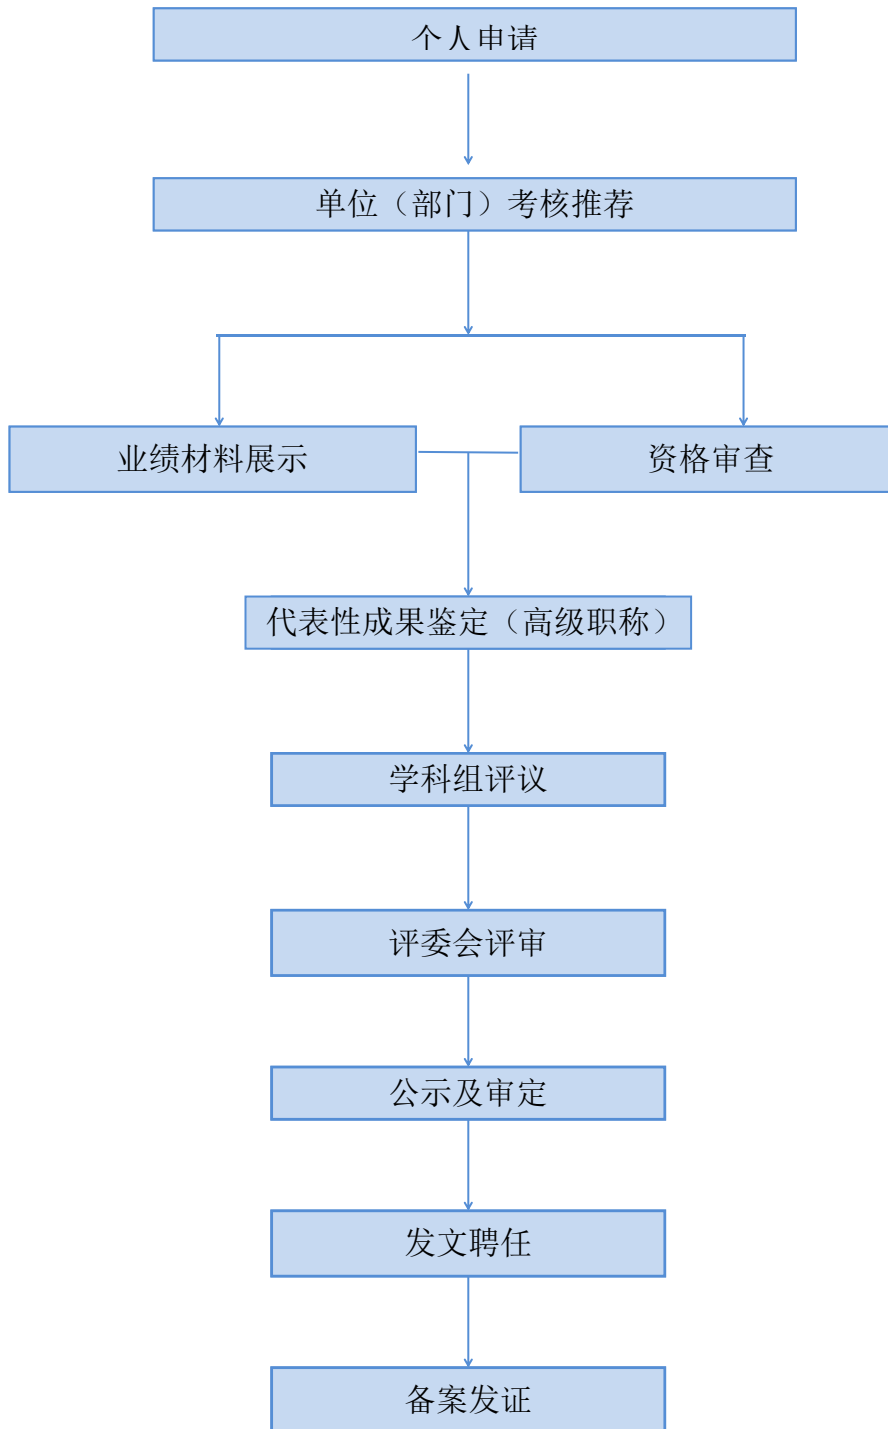 个人申请
单位（部门）考核推荐
业绩材料展示
资格审查
代表性成果鉴定（高级职称）
学科组评议
评委会评审
公示及审定
发文聘任
备案发证